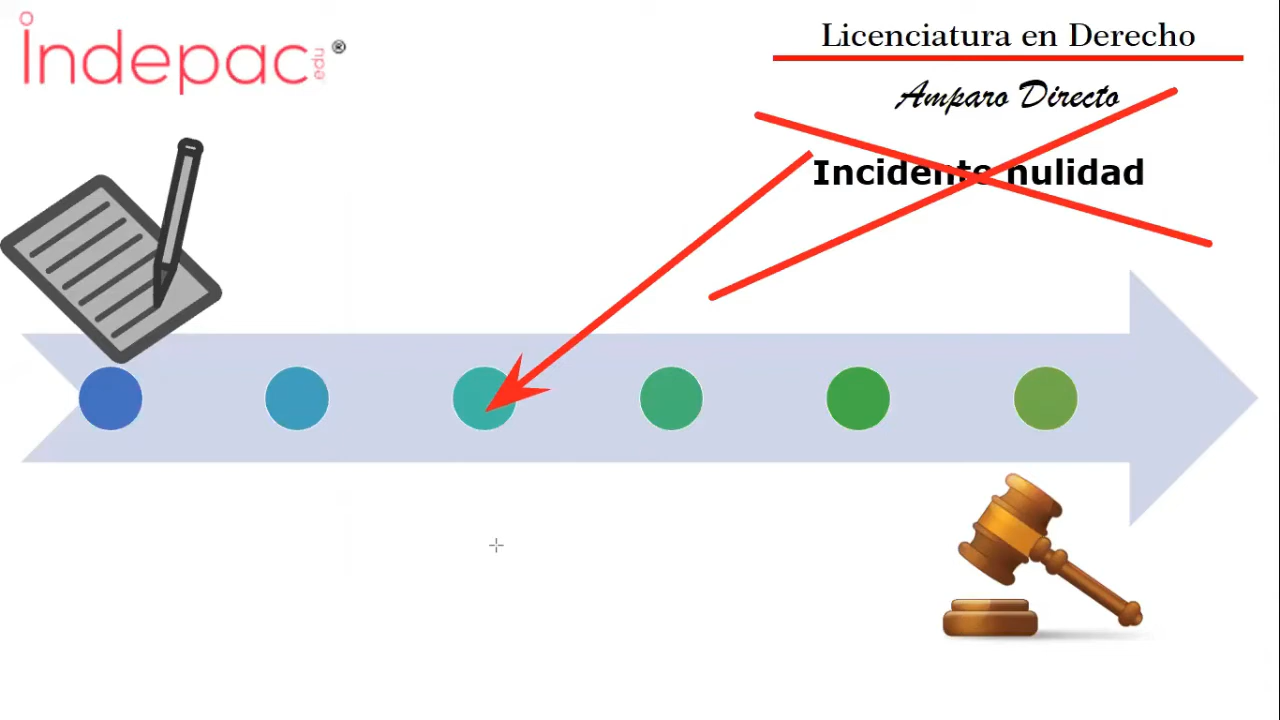 indepac edu ®
Licenciatura en Derecho
Amparo Directo
Incidente nulidad